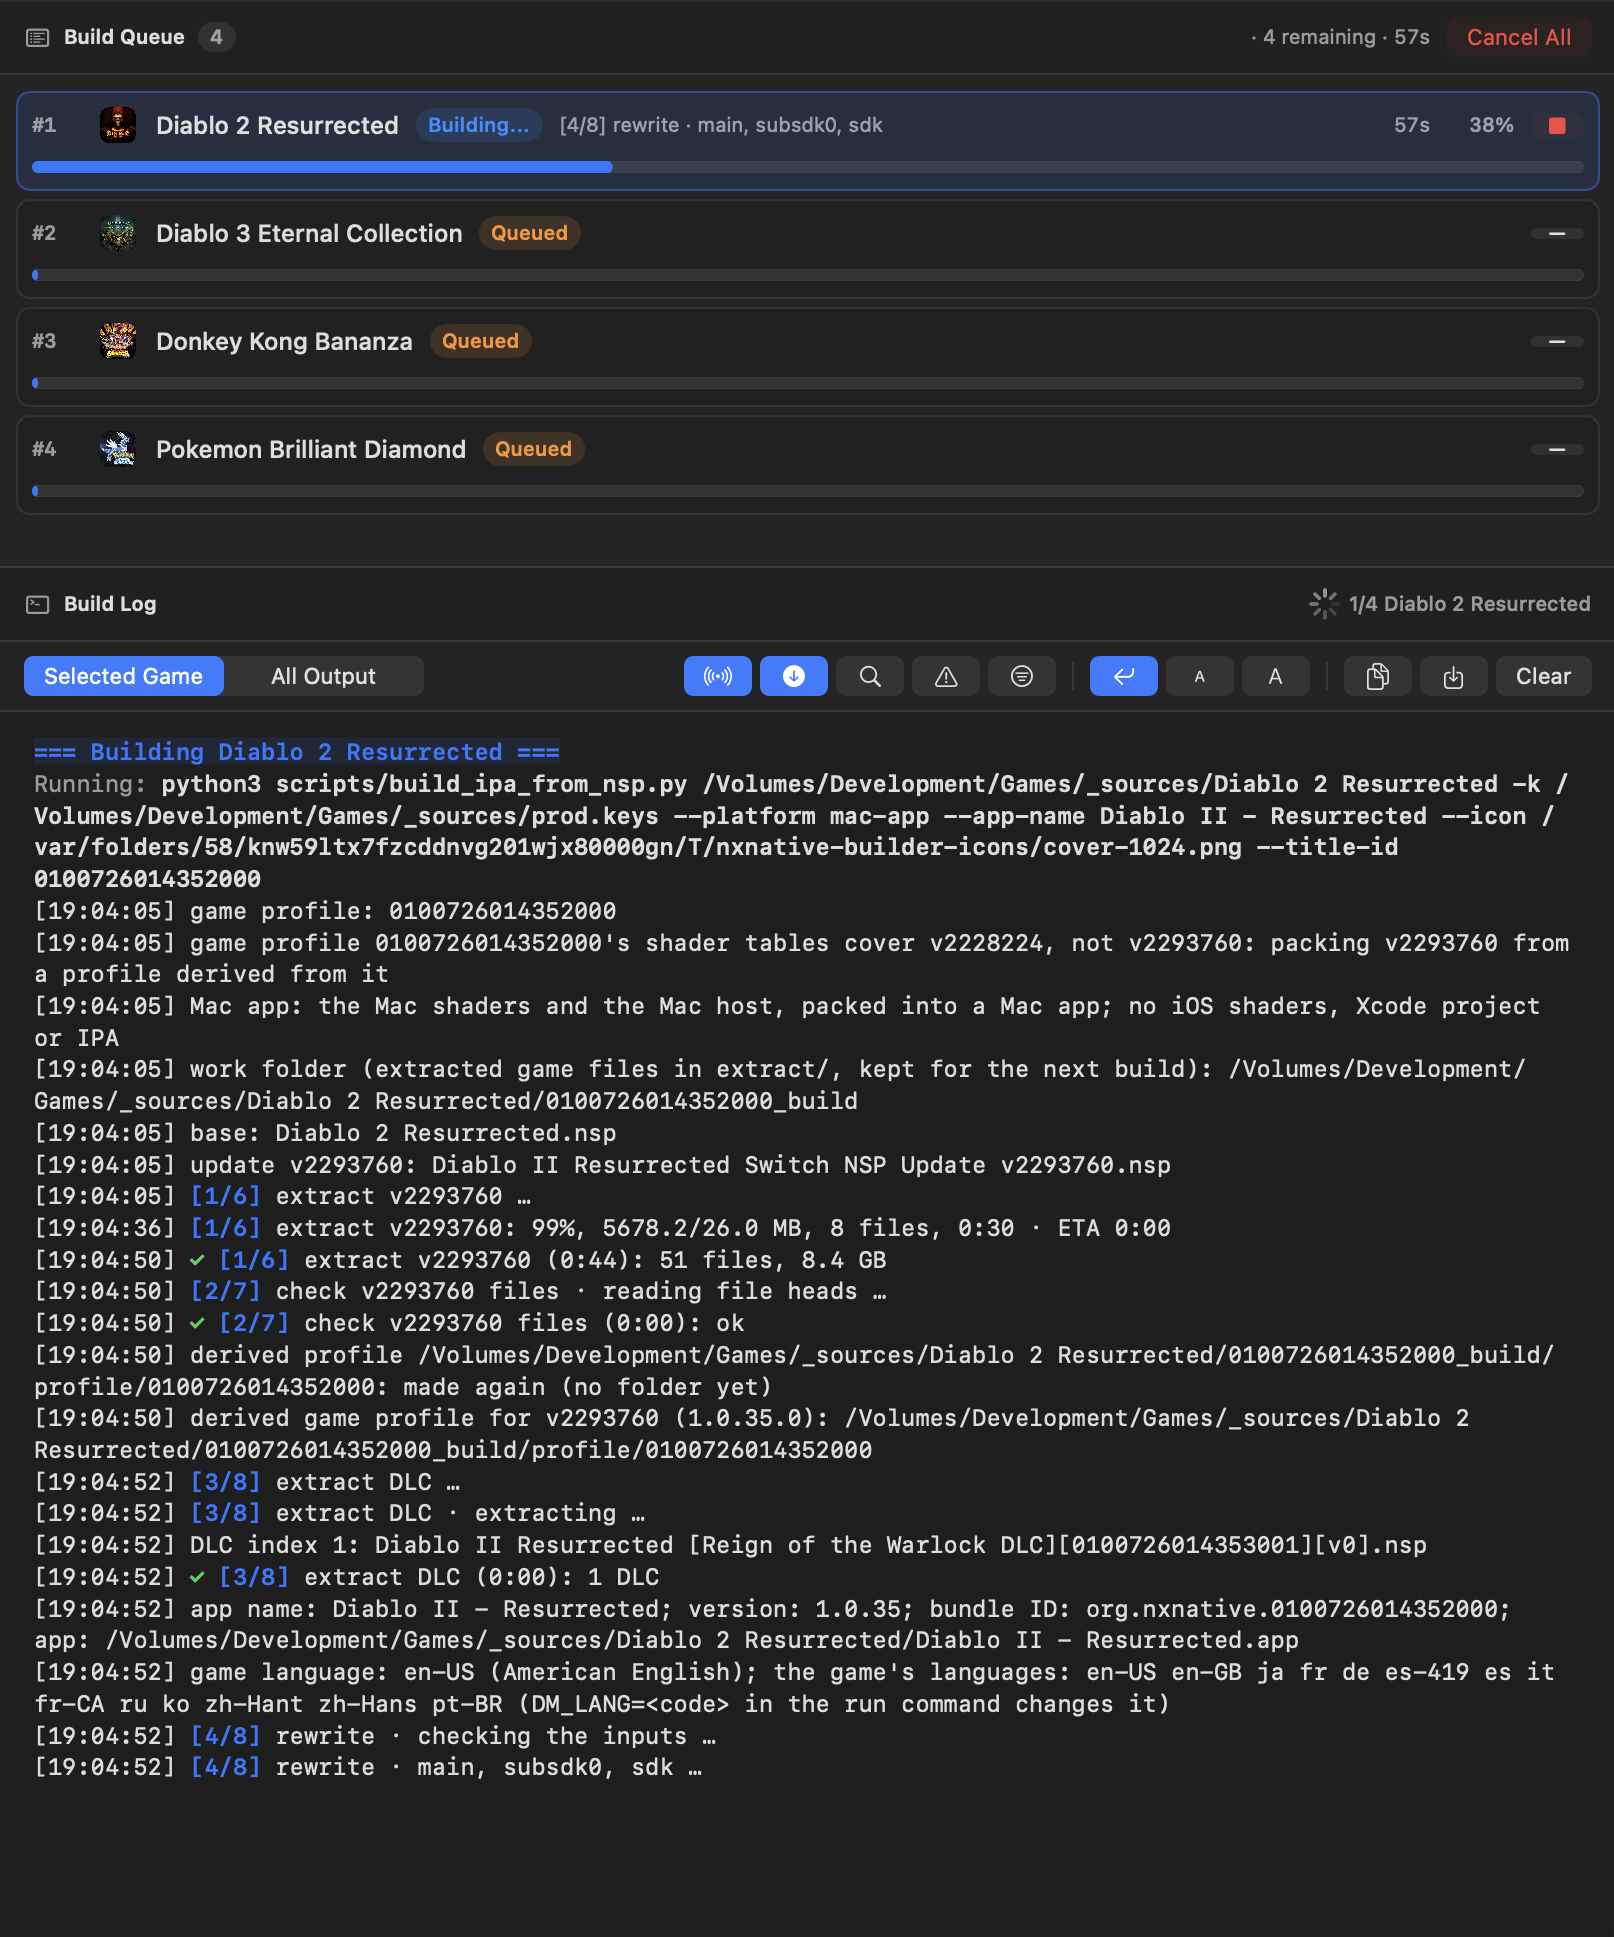 Build Queue 4
· 4 remaining · 57s Cancel All
#1 Diablo 2 Resurrected Building... [4/8] rewrite · main, subsdk0, sdk 57s 38%
#2 Diablo 3 Eternal Collection Queued
#3 Donkey Kong Bananza Queued
#4 Pokemon Brilliant Diamond Queued
Build Log 1/4 Diablo 2 Resurrected
Selected Game All Output A A Clear
=== Building Diablo 2 Resurrected ===
Running: python3 scripts/build_ipa_from_nsp.py /Volumes/Development/Games/_sources/Diablo 2 Resurrected -k /
Volumes/Development/Games/_sources/prod.keys --platform mac-app --app-name Diablo II - Resurrected --icon /
var/folders/58/knw59ltx7fzcddnvg201wjx80000gn/T/nxnative-builder-icons/cover-1024.png --title-id
0100726014352000
[19:04:05] game profile: 0100726014352000
[19:04:05] game profile 0100726014352000's shader tables cover v2228224, not v2293760: packing v2293760 from
a profile derived from it
[19:04:05] Mac app: the Mac shaders and the Mac host, packed into a Mac app; no iOS shaders, Xcode project
or IPA
[19:04:05] work folder (extracted game files in extract/, kept for the next build): /Volumes/Development/
Games/_sources/Diablo 2 Resurrected/0100726014352000_build
[19:04:05] base: Diablo 2 Resurrected.nsp
[19:04:05] update v2293760: Diablo II Resurrected Switch NSP Update v2293760.nsp
[19:04:05] [1/6] extract v2293760 …
[19:04:36] [1/6] extract v2293760: 99%, 5678.2/26.0 MB, 8 files, 0:30 · ETA 0:00
[19:04:50] ✓ [1/6] extract v2293760 (0:44): 51 files, 8.4 GB
[19:04:50] [2/7] check v2293760 files · reading file heads …
[19:04:50] ✓ [2/7] check v2293760 files (0:00): ok
[19:04:50] derived profile /Volumes/Development/Games/_sources/Diablo 2 Resurrected/0100726014352000_build/
profile/0100726014352000: made again (no folder yet)
[19:04:50] derived game profile for v2293760 (1.0.35.0): /Volumes/Development/Games/_sources/Diablo 2
Resurrected/0100726014352000_build/profile/0100726014352000
[19:04:52] [3/8] extract DLC …
[19:04:52] [3/8] extract DLC · extracting …
[19:04:52] DLC index 1: Diablo II Resurrected [Reign of the Warlock DLC][0100726014353001][v0].nsp
[19:04:52] ✓ [3/8] extract DLC (0:00): 1 DLC
[19:04:52] app name: Diablo II - Resurrected; version: 1.0.35; bundle ID: org.nxnative.0100726014352000;
app: /Volumes/Development/Games/_sources/Diablo 2 Resurrected/Diablo II - Resurrected.app
[19:04:52] game language: en-US (American English); the game's languages: en-US en-GB ja fr de es-419 es it
fr-CA ru ko zh-Hant zh-Hans pt-BR (DM_LANG=<code> in the run command changes it)
[19:04:52] [4/8] rewrite · checking the inputs …
[19:04:52] [4/8] rewrite · main, subsdk0, sdk …